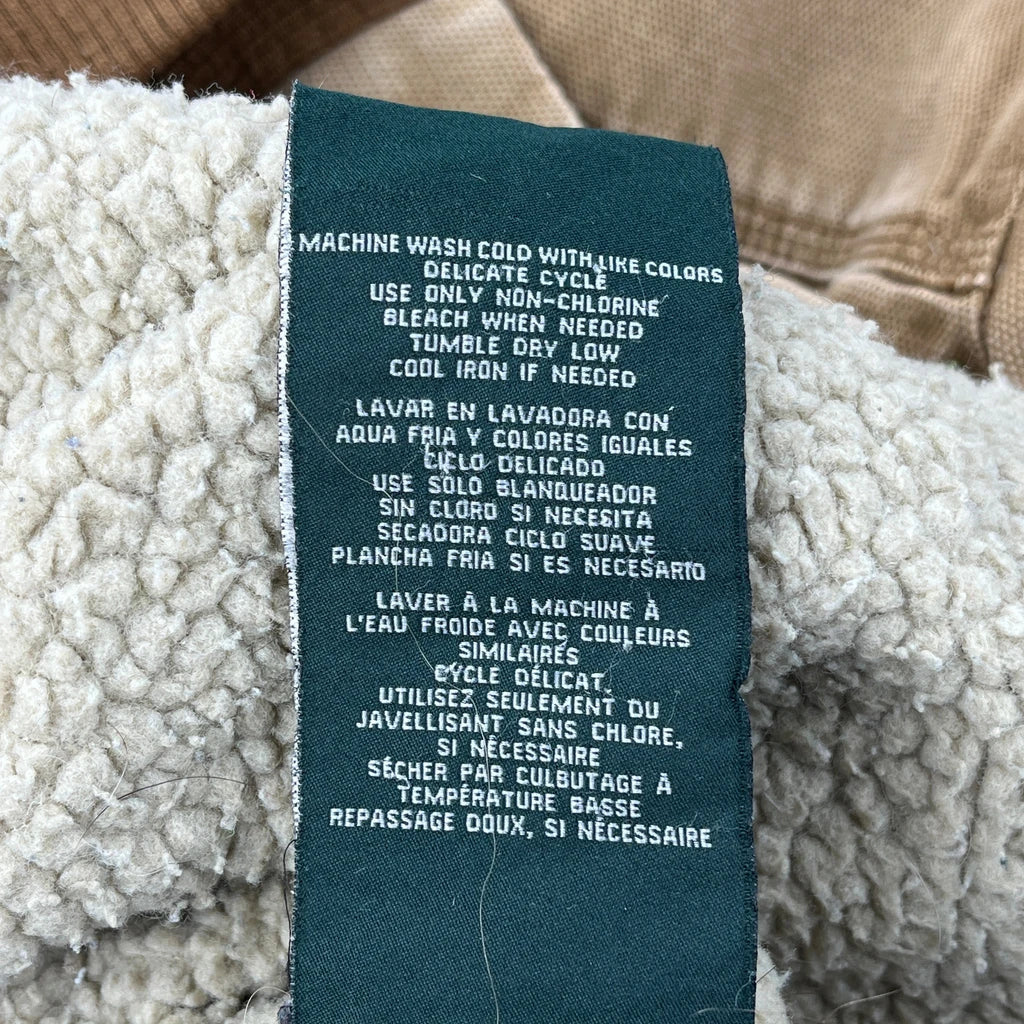 MACHINE WASH COLD WITH LIKE COLORS
DELICATE CYCLE
USE ONLY NON-CHLORINE
BLEACH WHEN NEEDED
TUMBLE DRY LOW
COOL IRON IF NEEDED
LAVAR EN LAVADORA CON
AQUA FRIA Y COLORES IGUALES
CICLO DELICADO
USE SOLO BLANQUEADOR
SIN CLORO SI NECESITA
SECADORA CICLO SUAVE
PLANCHA FRIA SI ES NECESARIO
LAVER À LA MACHINE À
L'EAU FROIDE AVEC COULEURS
SIMILAIRES
CYCLE DÉLICAT.
UTILISEZ SEULEMENT DU
JAVELLISANT SANS CHLORE,
SI NÉCESSAIRE
SÉCHER PAR CULBUTAGE À
TEMPÉRATURE BASSE
REPASSAGE DOUX, SI NÉCESSAIRE